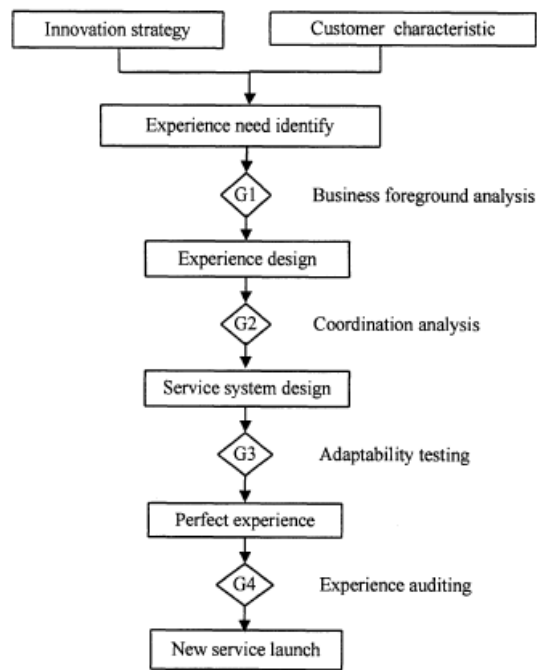 Innovation strategy
Customer characteristic
Experience need identify
G1
Business foreground analysis
Experience design
G2
Coordination analysis
Service system design
G3
Adaptability testing
Perfect experience
G4
Experience auditing
New service launch